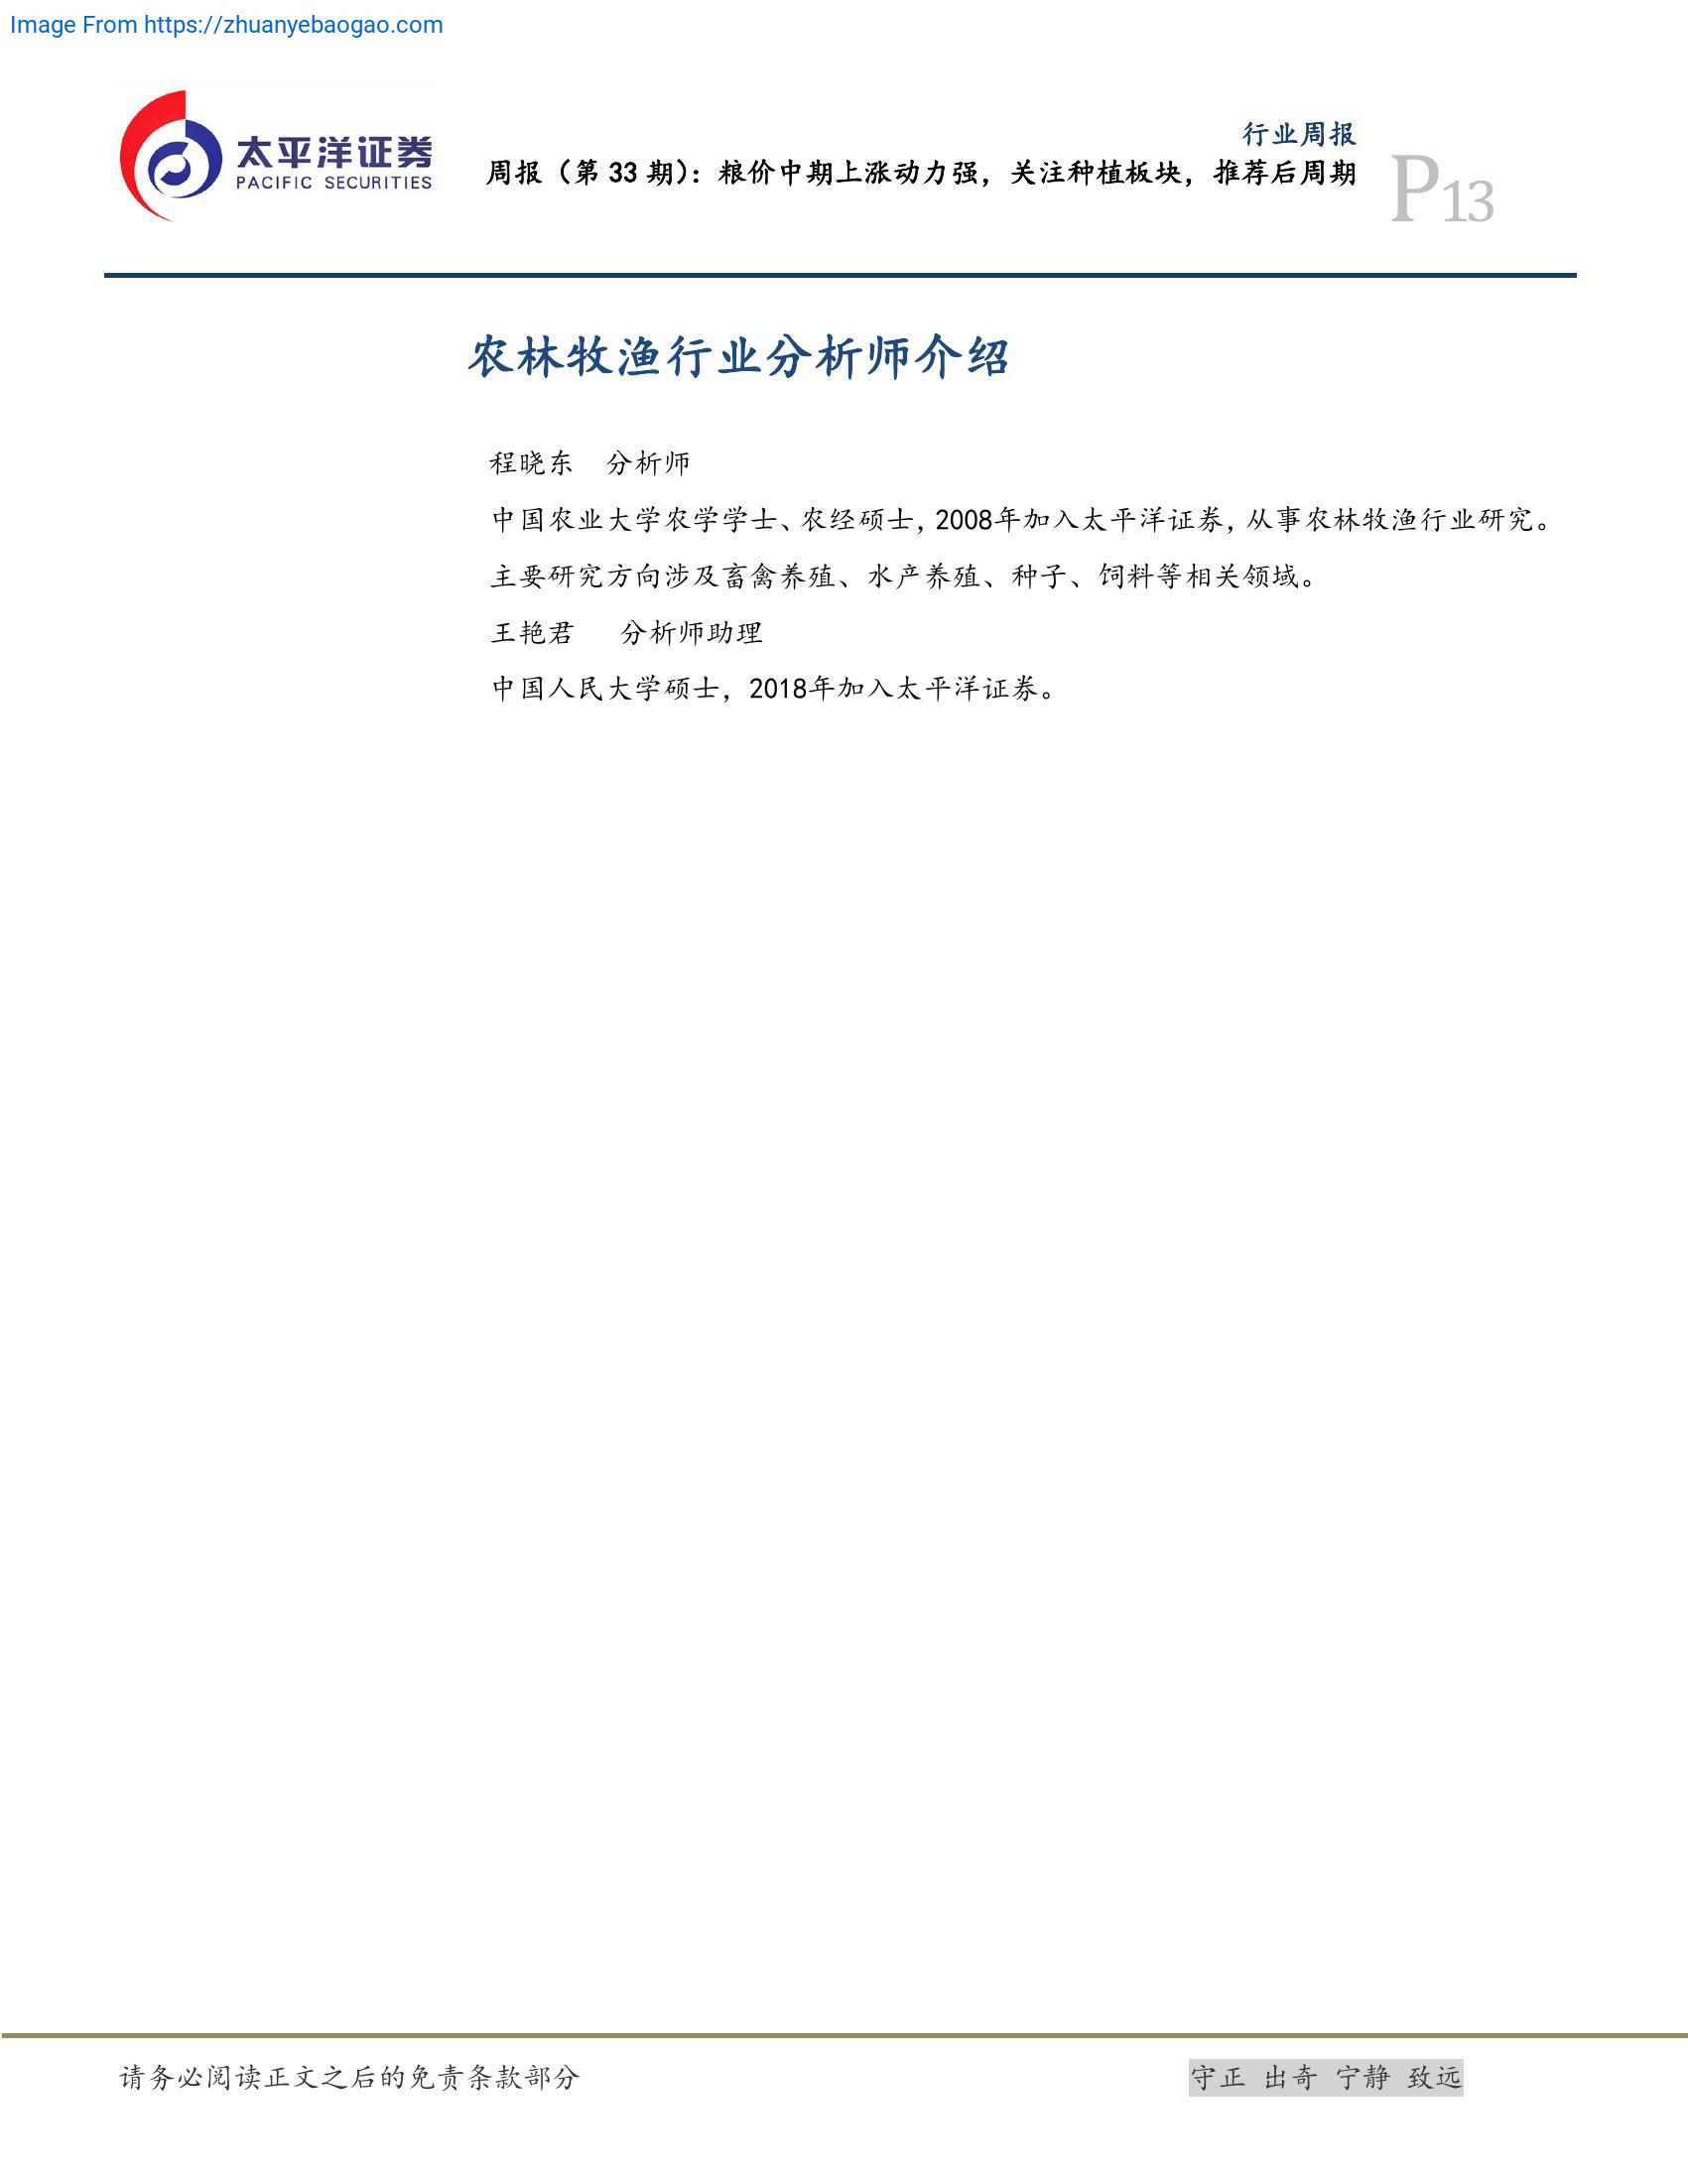 Image From https://zhuanyebaogao.com
太平洋证券
PACIFIC SECURITIES
行业周报
周报（第 33 期）：粮价中期上涨动力强，关注种植板块，推荐后周期
P13
农林牧渔行业分析师介绍
程晓东 分析师
中国农业大学农学学士、农经硕士，2008年加入太平洋证券，从事农林牧渔行业研究。
主要研究方向涉及畜禽养殖、水产养殖、种子、饲料等相关领域。
王艳君 分析师助理
中国人民大学硕士，2018年加入太平洋证券。
请务必阅读正文之后的免责条款部分
守正 出奇 宁静 致远